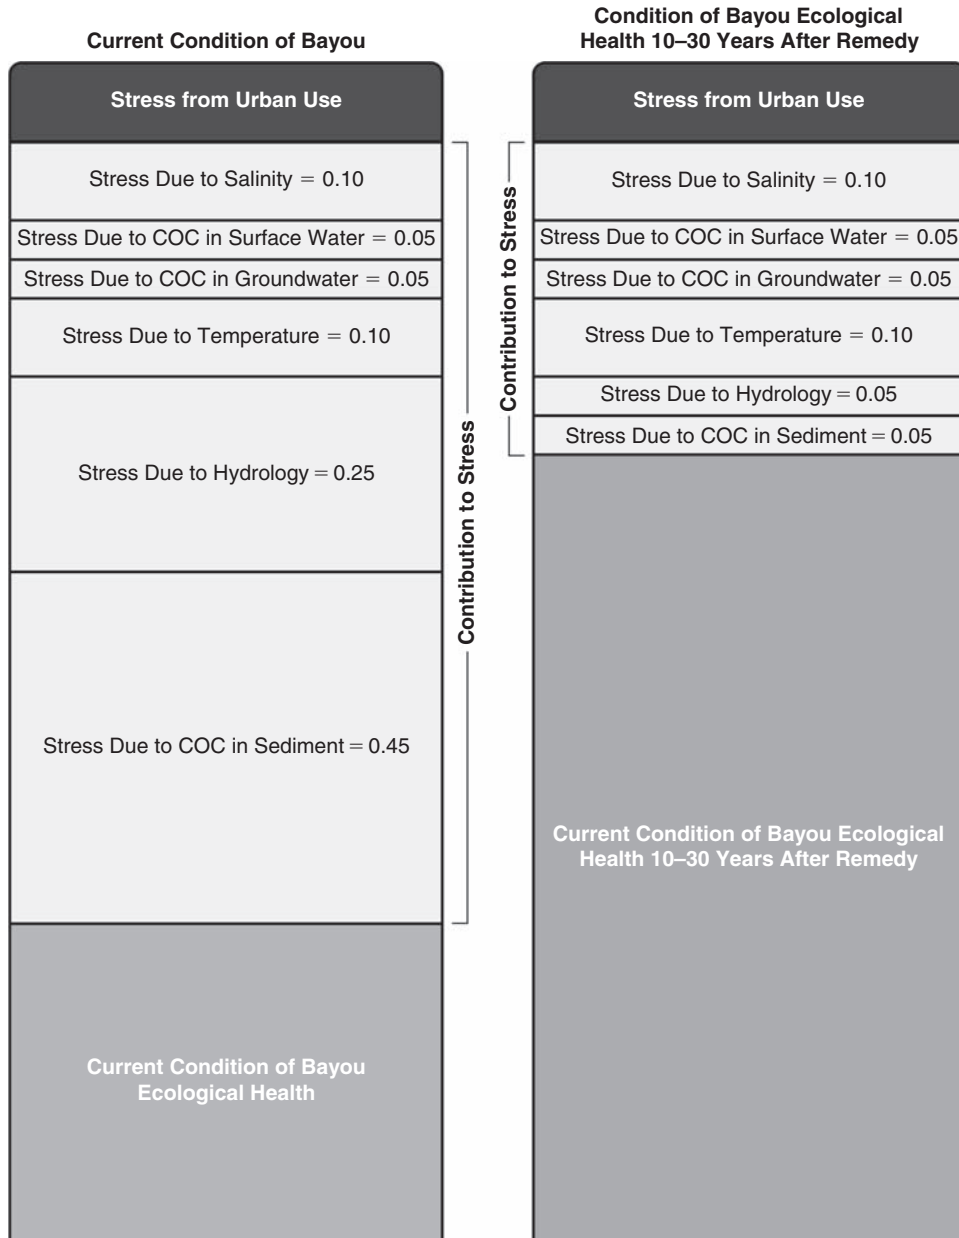 Current Condition of Bayou
Stress from Urban Use
Stress Due to Salinity = 0.10
Stress Due to COC in Surface Water = 0.05
Stress Due to COC in Groundwater = 0.05
Stress Due to Temperature = 0.10
Stress Due to Hydrology = 0.25
Stress Due to COC in Sediment = 0.45
Current Condition of Bayou
Ecological Health
Contribution to Stress
Condition of Bayou Ecological
Health 10–30 Years After Remedy
Contribution to Stress
Stress from Urban Use
Stress Due to Salinity = 0.10
Stress Due to COC in Surface Water = 0.05
Stress Due to COC in Groundwater = 0.05
Stress Due to Temperature = 0.10
Stress Due to Hydrology = 0.05
Stress Due to COC in Sediment = 0.05
Current Condition of Bayou Ecological
Health 10–30 Years After Remedy